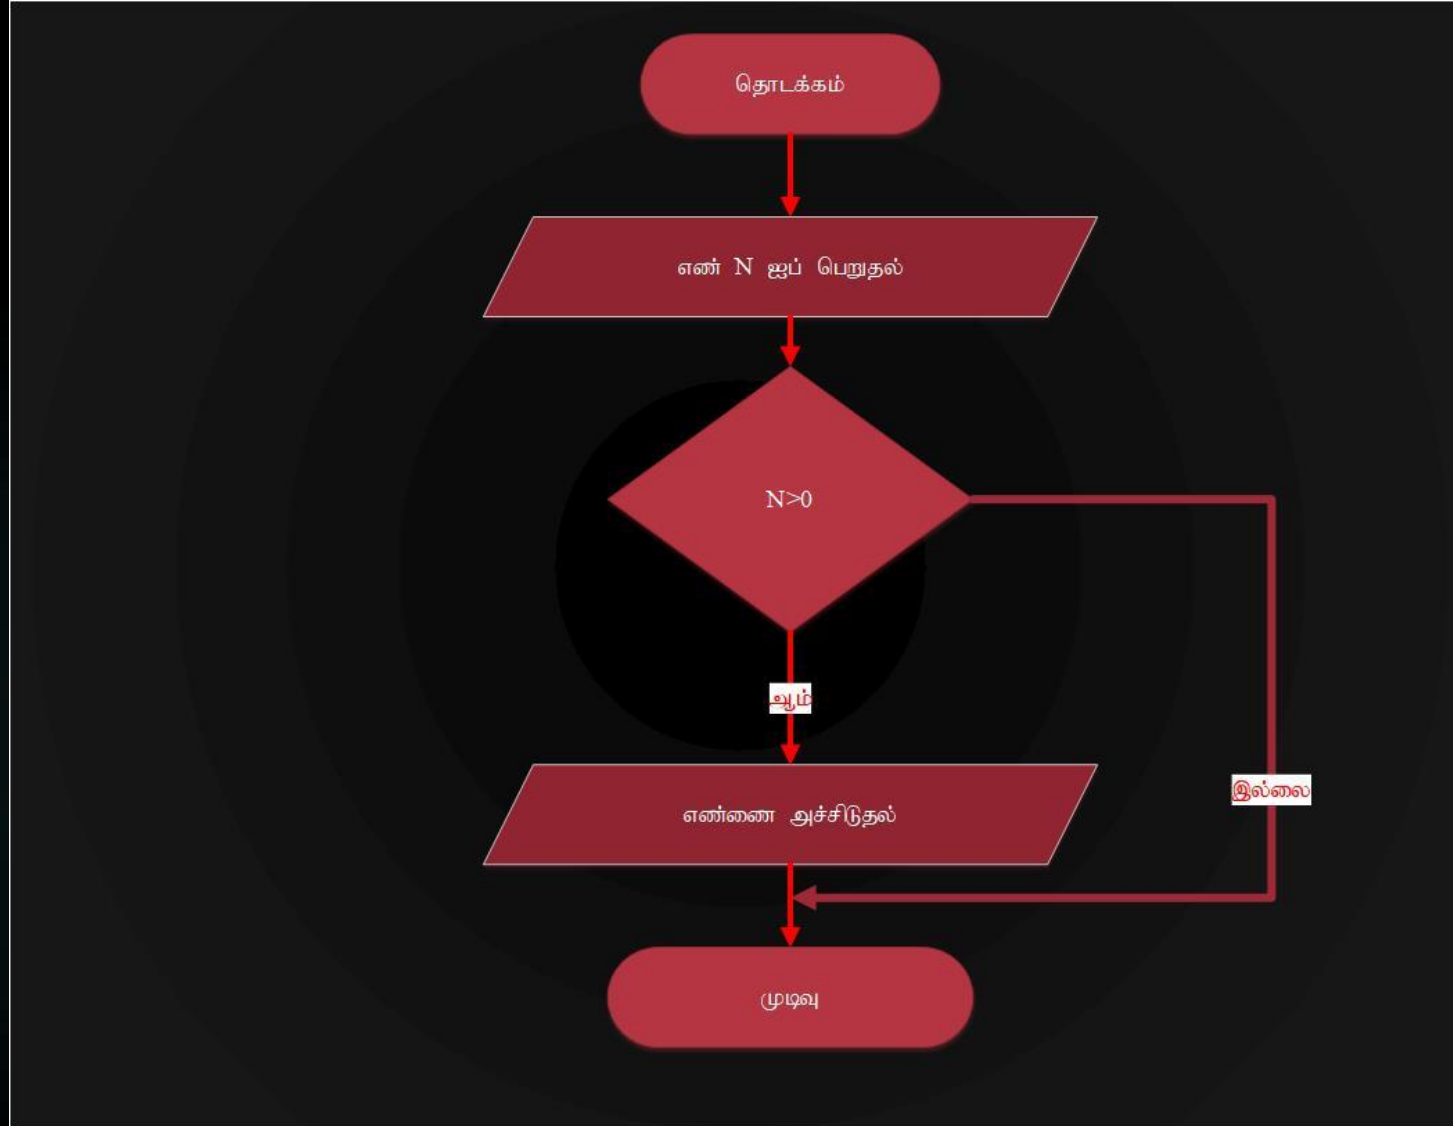 தொடக்கம்
எண் N ஐப் பெறுதல்
N>0
ஆம்
இல்லை
எண்ணை அச்சிடுதல்
முடிவு